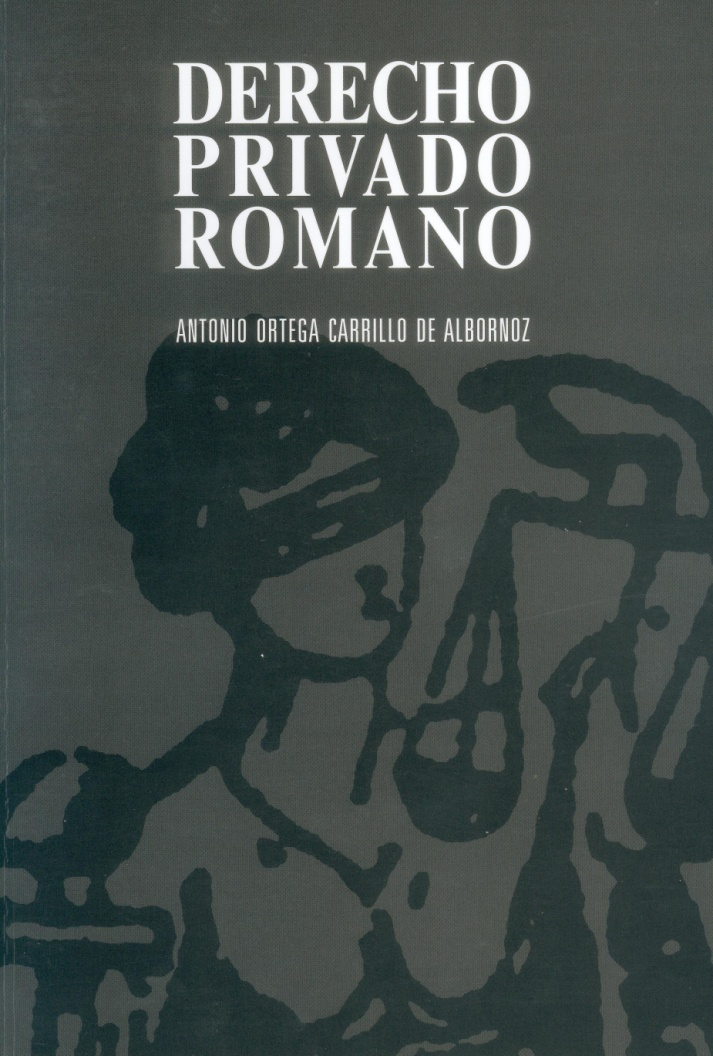 DERECHO
PRIVADO
ROMANO
ANTONIO ORTEGA CARRILLO DE ALBORNOZ